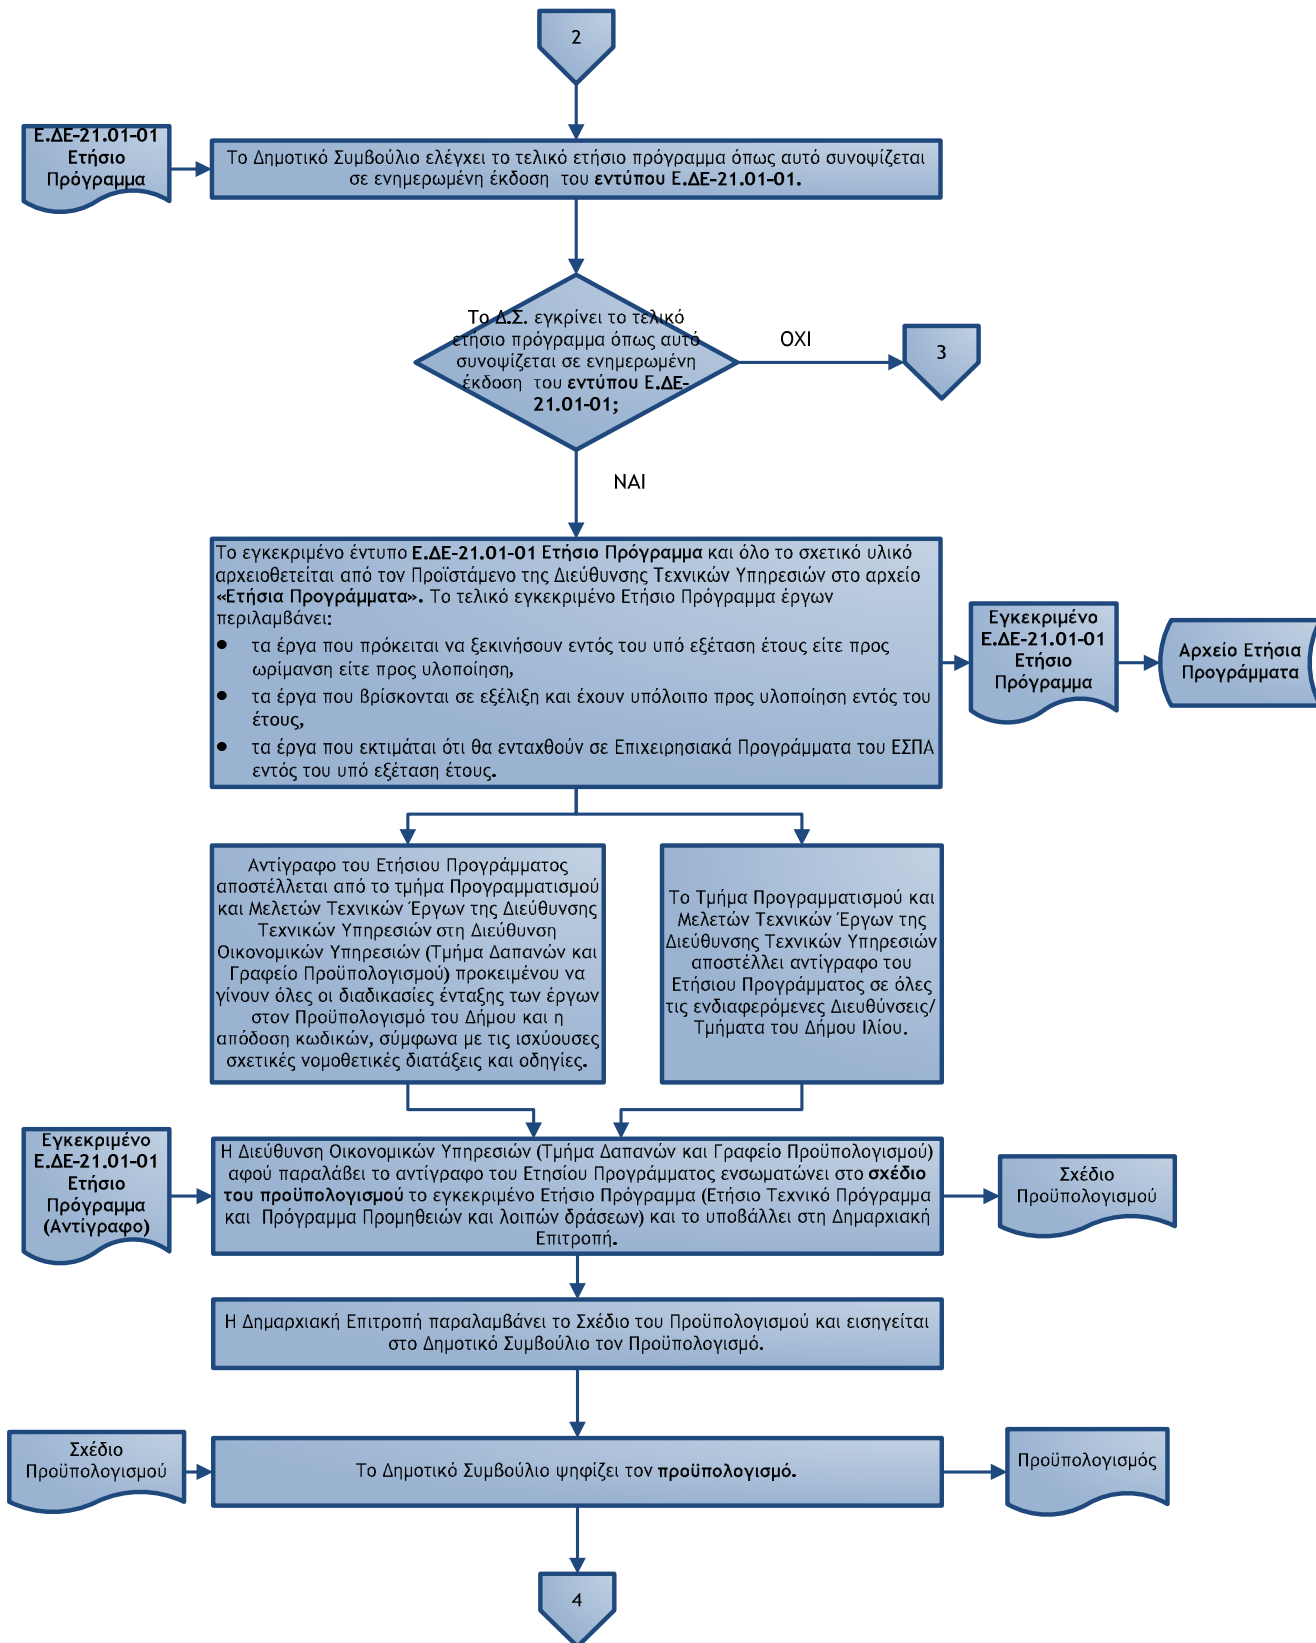 2
Ε.ΔΕ-21.01-01
Ετήσιο
Πρόγραμμα
Το Δημοτικό Συμβούλιο ελέγχει το τελικό ετήσιο πρόγραμμα όπως αυτό συνοψίζεται
σε ενημερωμένη έκδοση του εντύπου Ε.ΔΕ-21.01-01.
Το Δ.Σ. εγκρίνει το τελικό
ετήσιο πρόγραμμα όπως αυτό
συνοψίζεται σε ενημερωμένη
έκδοση του εντύπου Ε.ΔΕ-
21.01-01;
ΟΧΙ
3
ΝΑΙ
Το εγκεκριμένο έντυπο Ε.ΔΕ-21.01-01 Ετήσιο Πρόγραμμα και όλο το σχετικό υλικό
αρχειοθετείται από τον Προϊστάμενο της Διεύθυνσης Τεχνικών Υπηρεσιών στο αρχείο
«Ετήσια Προγράμματα». Το τελικό εγκεκριμένο Ετήσιο Πρόγραμμα έργων
περιλαμβάνει:
• τα έργα που πρόκειται να ξεκινήσουν εντός του υπό εξέταση έτους είτε προς
ωρίμανση είτε προς υλοποίηση,
• τα έργα που βρίσκονται σε εξέλιξη και έχουν υπόλοιπο προς υλοποίηση εντός του
έτους,
• τα έργα που εκτιμάται ότι θα ενταχθούν σε Επιχειρησιακά Προγράμματα του ΕΣΠΑ
εντός του υπό εξέταση έτους.
Εγκεκριμένο
Ε.ΔΕ-21.01-01
Ετήσιο
Πρόγραμμα
Αρχείο Ετήσια
Προγράμματα
Αντίγραφο του Ετήσιου Προγράμματος
αποστέλλεται από το τμήμα Προγραμματισμού
και Μελετών Τεχνικών Έργων της Διεύθυνσης
Τεχνικών Υπηρεσιών στη Διεύθυνση
Οικονομικών Υπηρεσιών (Τμήμα Δαπανών και
Γραφείο Προϋπολογισμού) προκειμένου να
γίνουν όλες οι διαδικασίες ένταξης των έργων
στον Προϋπολογισμό του Δήμου και η
απόδοση κωδικών, σύμφωνα με τις ισχύουσες
σχετικές νομοθετικές διατάξεις και οδηγίες.
Το Τμήμα Προγραμματισμού και
Μελετών Τεχνικών Έργων της
Διεύθυνσης Τεχνικών Υπηρεσιών
αποστέλλει αντίγραφο του
Ετήσιου Προγράμματος σε όλες
τις ενδιαφερόμενες Διευθύνσεις/
Τμήματα του Δήμου Ιλίου.
Εγκεκριμένο
Ε.ΔΕ-21.01-01
Ετήσιο
Πρόγραμμα
(Αντίγραφο)
Η Διεύθυνση Οικονομικών Υπηρεσιών (Τμήμα Δαπανών και Γραφείο Προϋπολογισμού)
αφού παραλάβει το αντίγραφο του Ετησίου Προγράμματος ενσωματώνει στο σχέδιο
του προϋπολογισμού το εγκεκριμένο Ετήσιο Πρόγραμμα (Ετήσιο Τεχνικό Πρόγραμμα
και Πρόγραμμα Προμηθειών και λοιπών δράσεων) και το υποβάλλει στη Δημαρχιακή
Επιτροπή.
Σχέδιο
Προϋπολογισμού
Η Δημαρχιακή Επιτροπή παραλαμβάνει το Σχέδιο του Προϋπολογισμού και εισηγείται
στο Δημοτικό Συμβούλιο τον Προϋπολογισμό.
Σχέδιο
Προϋπολογισμού
Το Δημοτικό Συμβούλιο ψηφίζει τον προϋπολογισμό.
Προϋπολογισμός
4